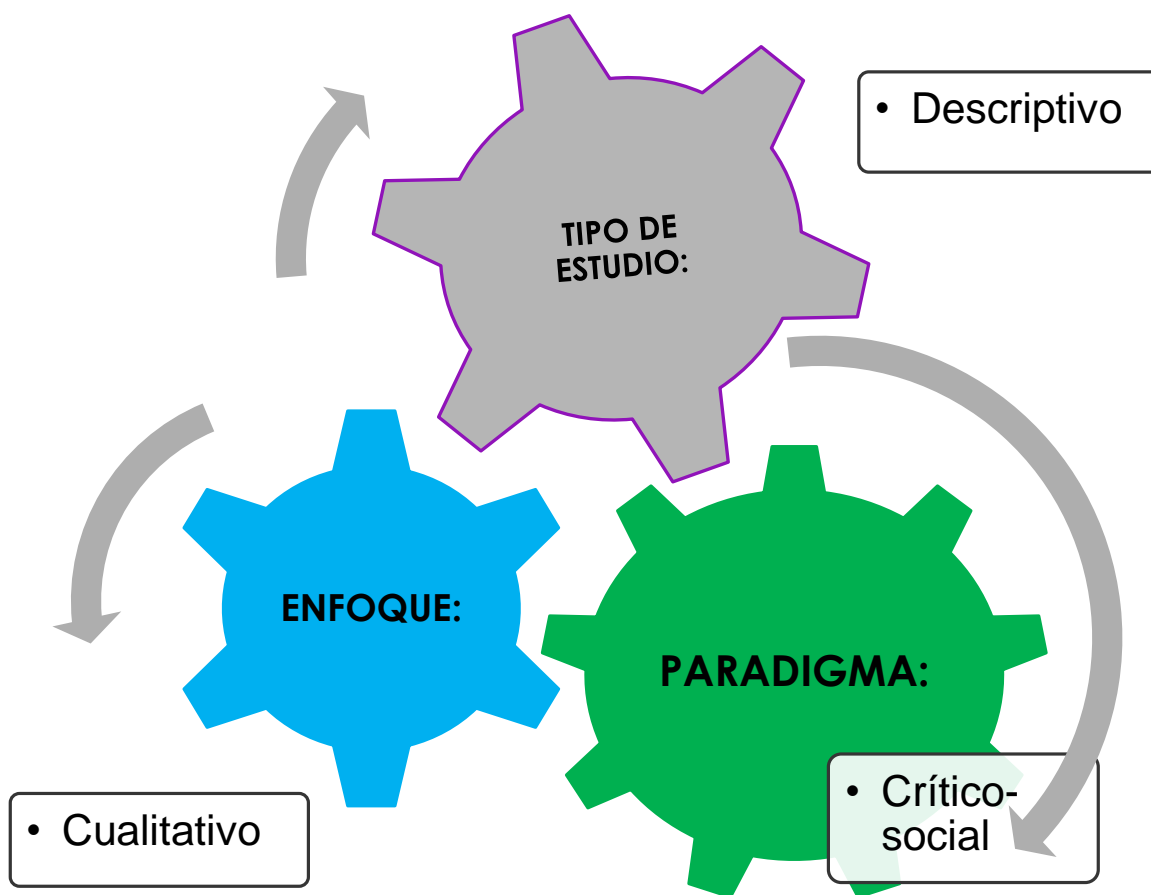 • Descriptivo
TIPO DE
ESTUDIO:
ENFOQUE:
PARADIGMA:
• Crítico-
social
• Cualitativo